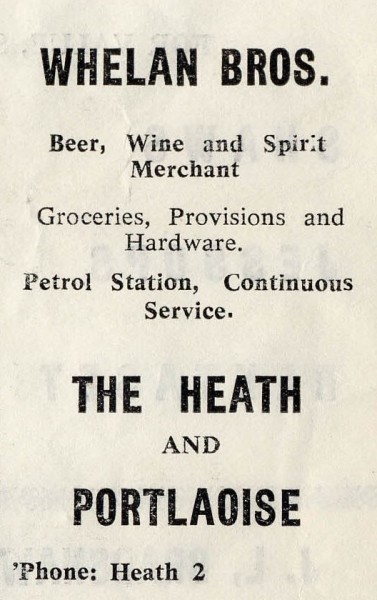 WHELAN BROS.
Beer, Wine and Spirit
Merchant
Groceries, Provisions and
Hardware.
Petrol Station, Continuous
Service.
THE HEATH
AND
PORTLAOISE
'Phone: Heath 2